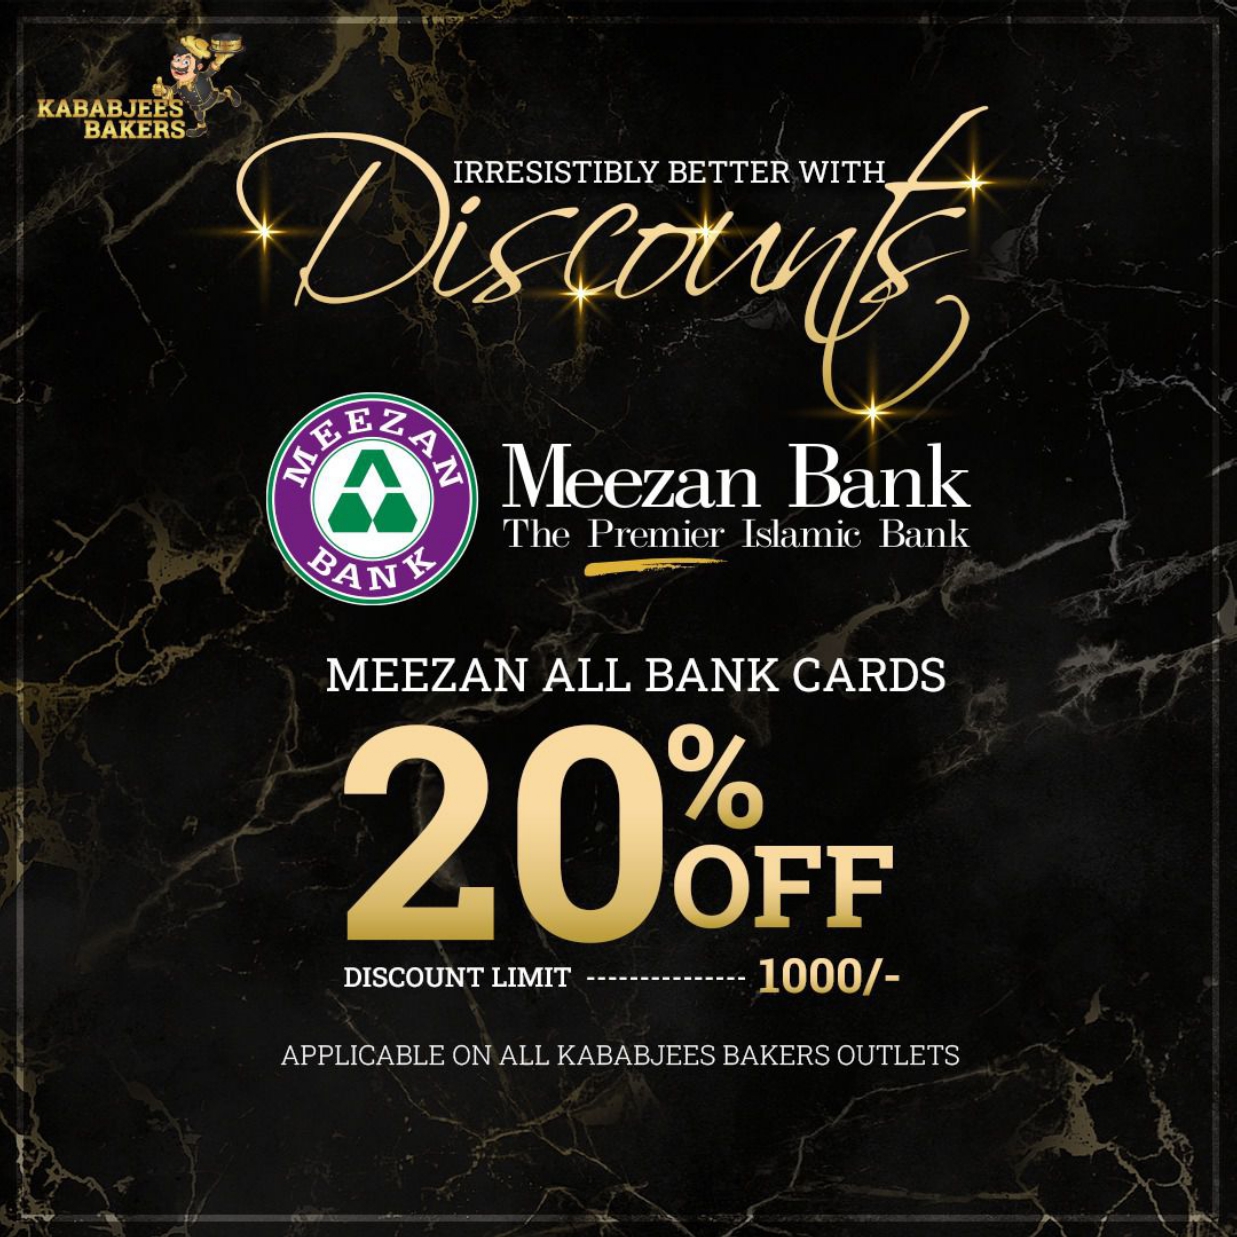 KABABJEES
BAKERS
IRRESISTIBLY BETTER WITH
Discounts
MEEZAN
BANK
Meezan Bank
The Premier Islamic Bank
MEEZAN ALL BANK CARDS
20%
OFF
DISCOUNT LIMIT --------------- 1000/-
APPLICABLE ON ALL KABABJEES BAKERS OUTLETS